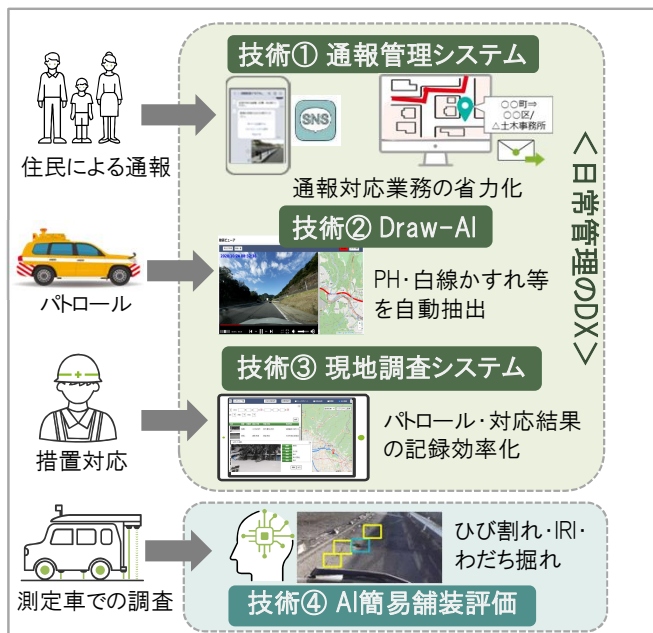 技術① 通報管理システム
住民による通報
SNS
○○町⇒
○○区/
△土木事務所
通報対応業務の省力化
<日常管理のDX>
技術② Draw-AI
パトロール
PH・白線かすれ等
を自動抽出
技術③ 現地調査システム
措置対応
パトロール・対応結果
の記録効率化
測定車での調査
ひび割れ・IRI・
わだち掘れ
技術④ AI簡易舗装評価